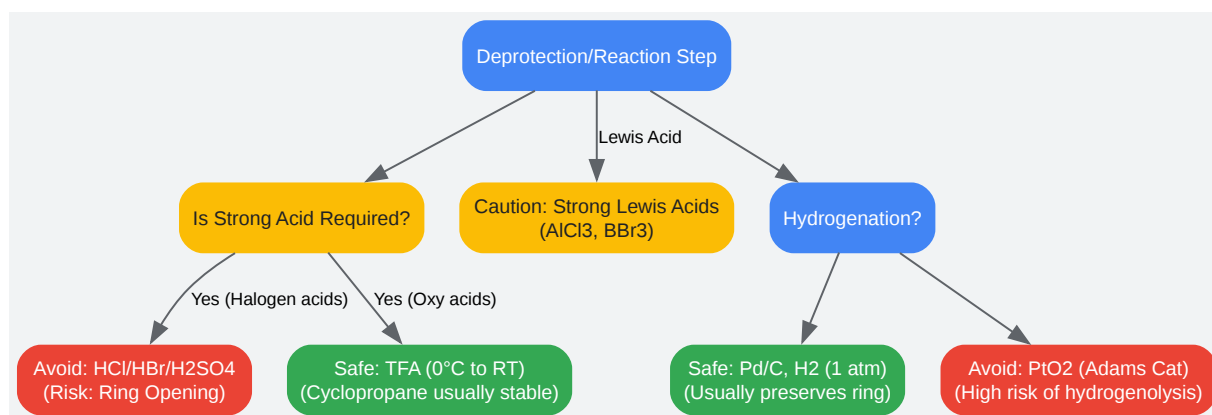 Deprotection/Reaction Step
Lewis Acid
Is Strong Acid Required?
Caution: Strong Lewis Acids
(AlCl3, BBr3)
Hydrogenation?
Yes (Halogen acids)
Yes (Oxy acids)
Avoid: HCl/HBr/H2SO4
(Risk: Ring Opening)
Safe: TFA (0°C to RT)
(Cyclopropane usually stable)
Safe: Pd/C, H2 (1 atm)
(Usually preserves ring)
Avoid: PtO2 (Adams Cat)
(High risk of hydrogenolysis)